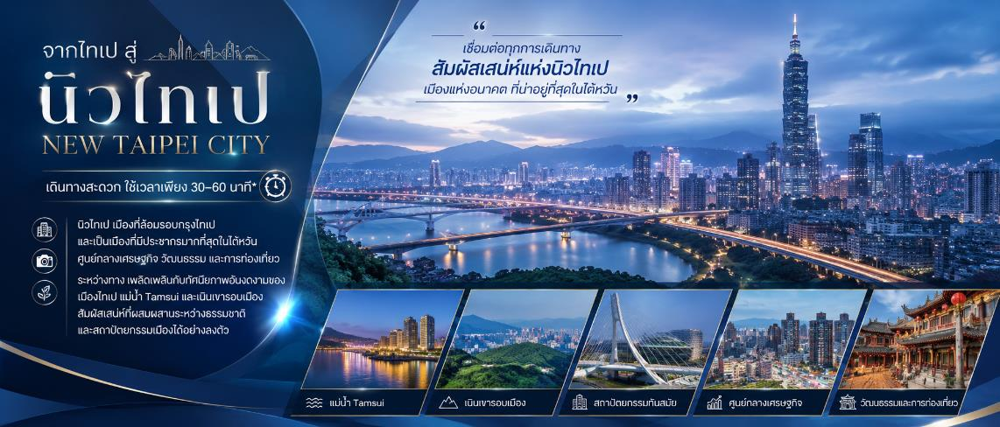 จากไทเป สู่
นิวไทเป
NEW TAIPEI CITY
เดินทางสะดวก ใช้เวลาเพียง 30–60 นาที*
นิวไทเป เมืองที่ล้อมรอบกรุงไทเป
และเป็นเมืองที่มีประชากรมากที่สุดในไต้หวัน
ศูนย์กลางเศรษฐกิจ วัฒนธรรม และการท่องเที่ยว
ระหว่างทาง เพลิดเพลินกับทัศนียภาพอันงดงามของ
เมืองไทเป แม่น้ำ Tamsui และเนินเขารอบเมือง
สัมผัสเสน่ห์ที่ผสมผสานระหว่างธรรมชาติ
และสถาปัตยกรรมเมืองได้อย่างลงตัว
“
เชื่อมต่อทุกการเดินทาง
สัมผัสเสน่ห์แห่งนิวไทเป
เมืองแห่งอนาคต ที่น่าอยู่ที่สุดในไต้หวัน
”
แม่น้ำ Tamsui
เนินเขารอบเมือง
สถาปัตยกรรมทันสมัย
ศูนย์กลางเศรษฐกิจ
วัฒนธรรมและการท่องเที่ยว